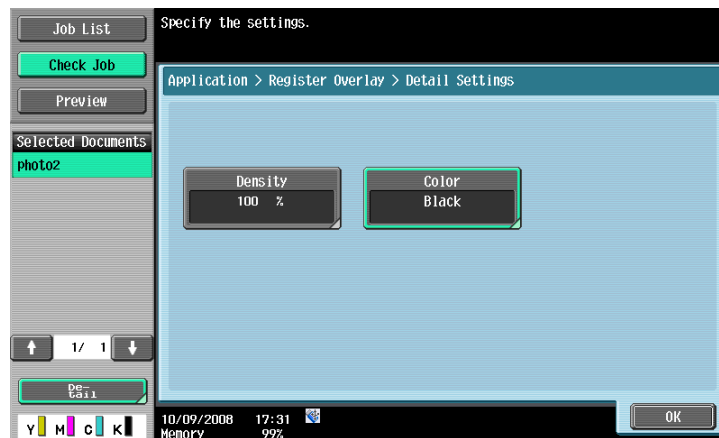 Job List
Check Job
Preview
Selected Documents
photo2
1/ 1
De-
tail
Y M C K
Specify the settings.
Application > Register Overlay > Detail Settings
Density
100 %
Color
Black
10/09/2008 17:31
Memory 99%
OK